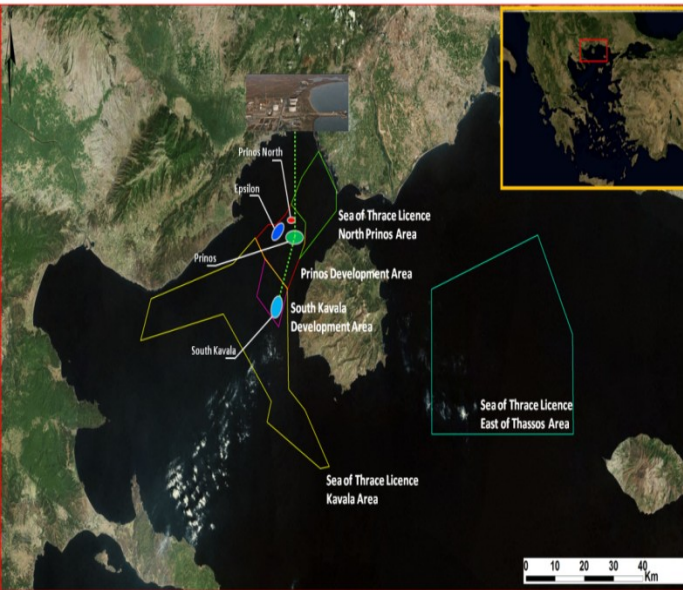 Prinos North
Epsilon
Sea of Thrace Licence
North Prinos Area
Prinos
Prinos Development Area
South Kavala
Development Area
South Kavala
Sea of Thrace Licence
East of Thassos Area
Sea of Thrace Licence
Kavala Area
0 10 20 30 40
Km